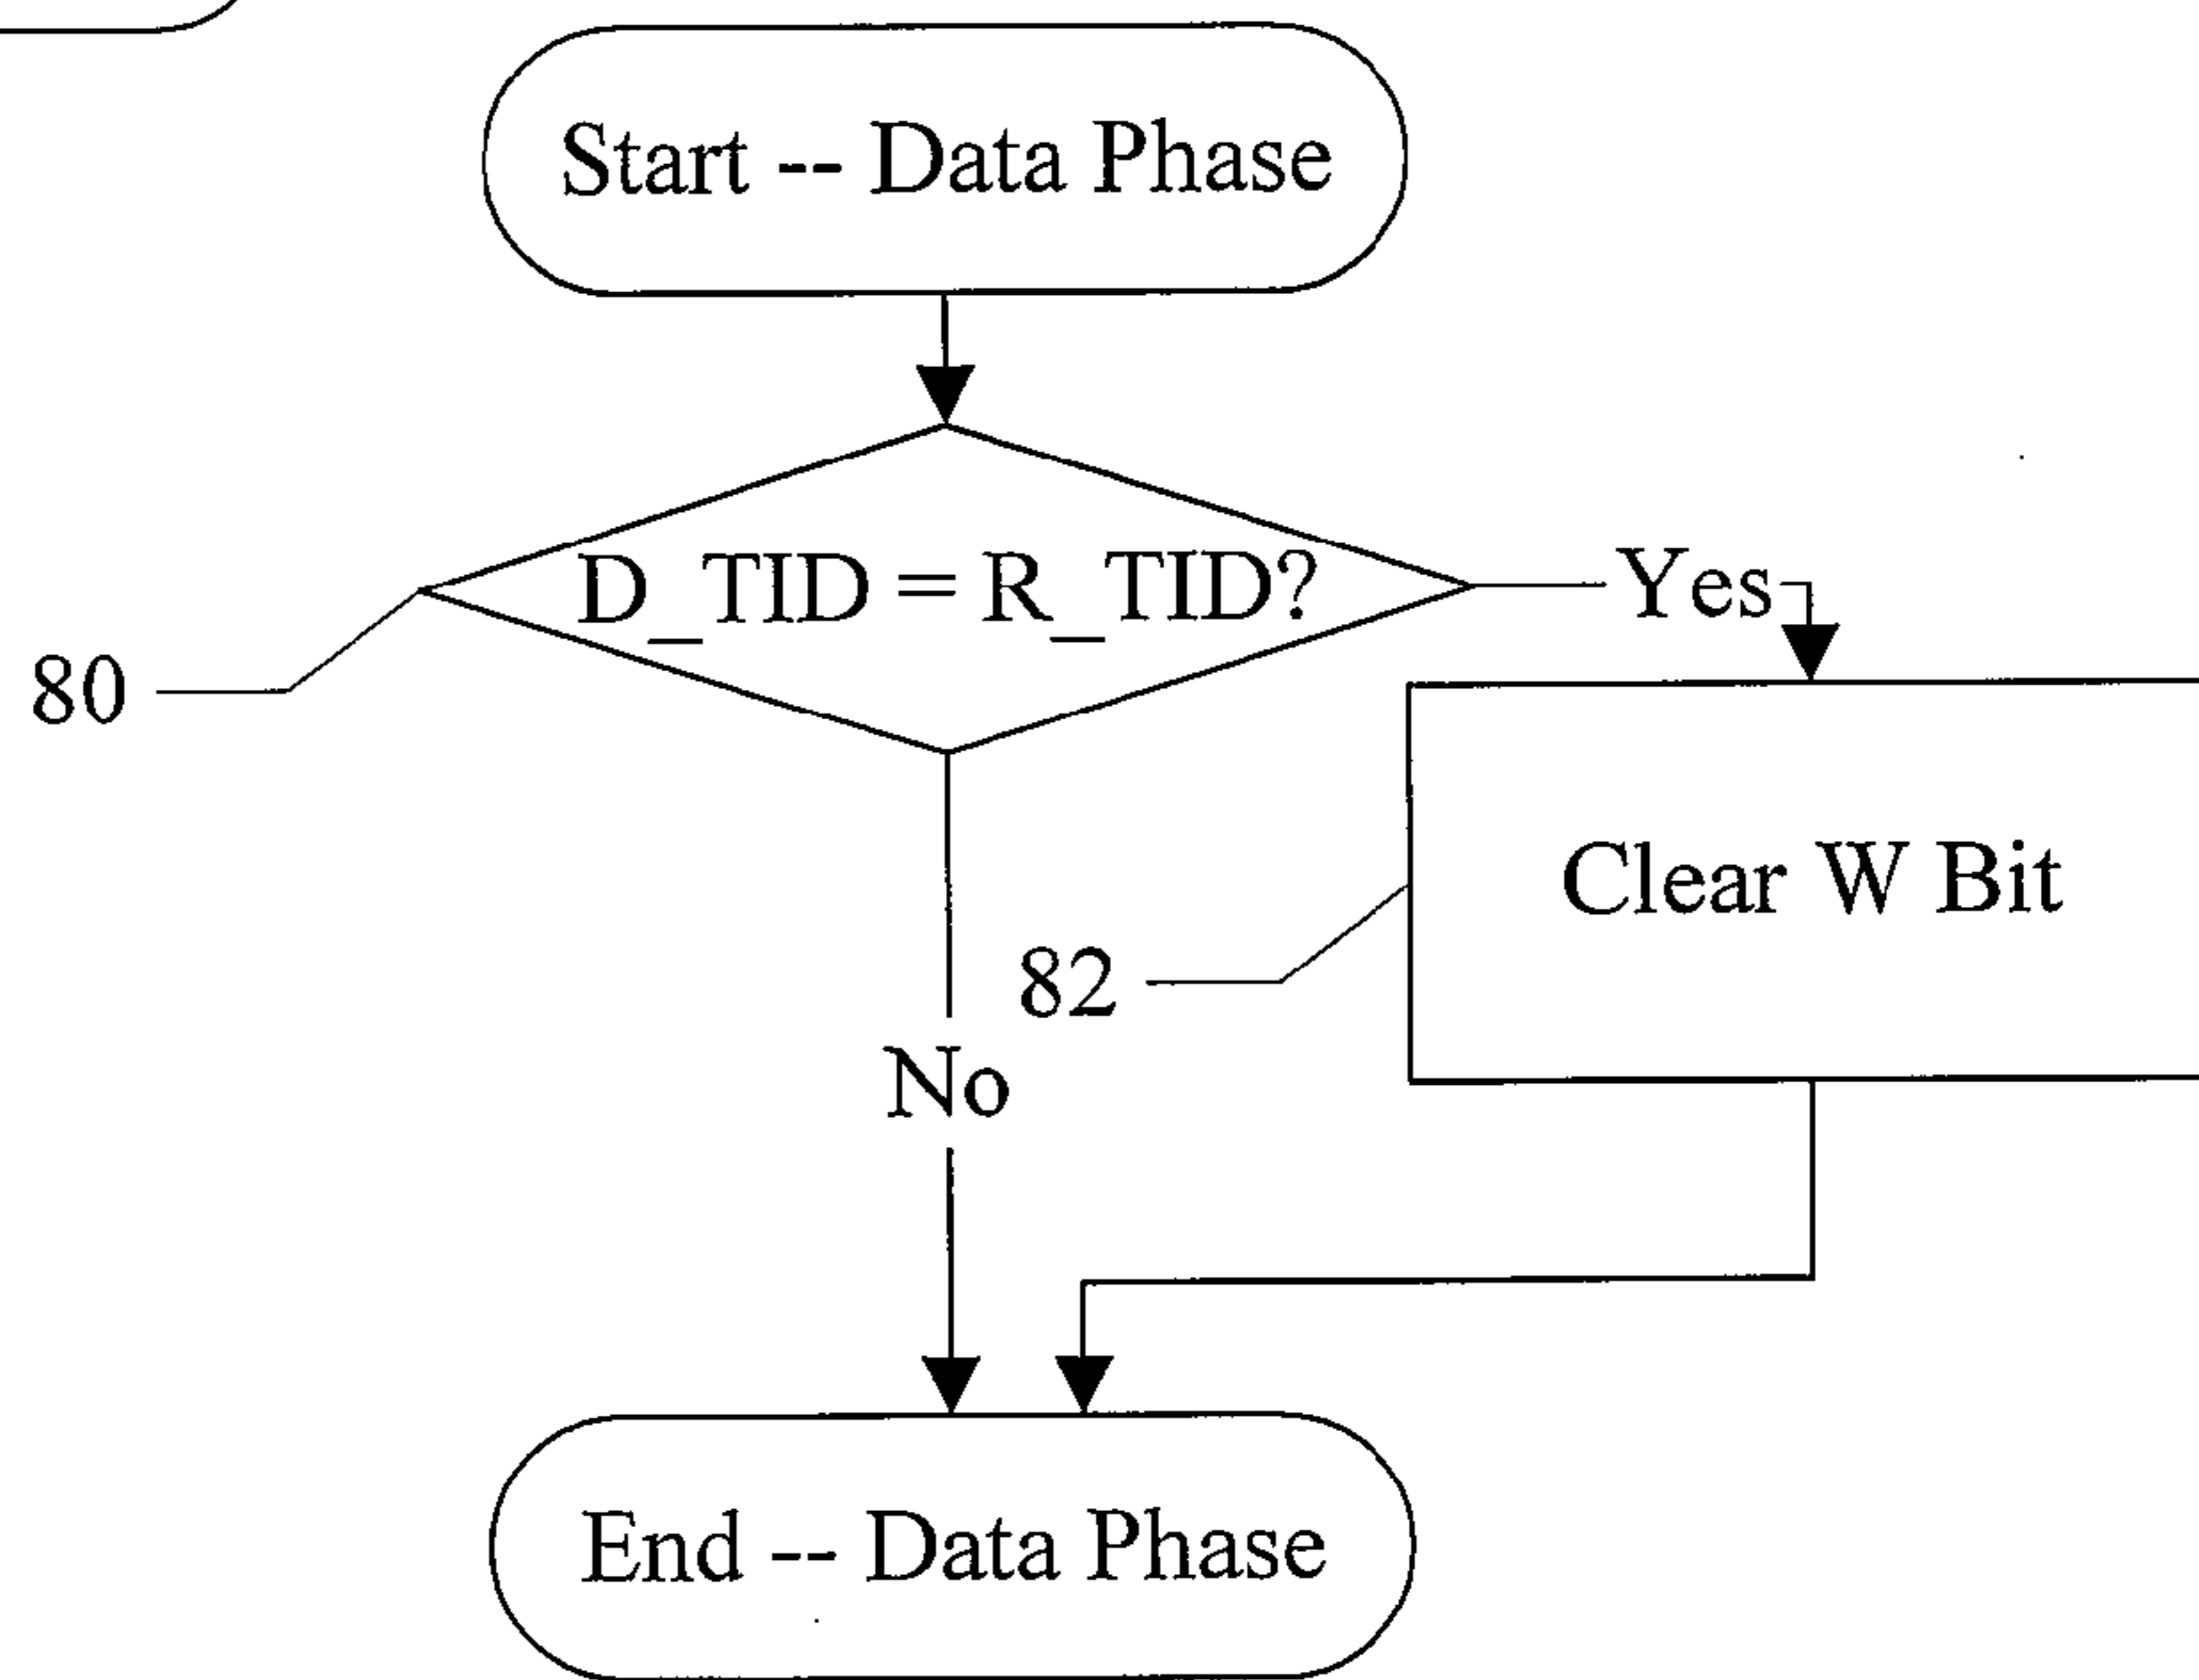 Start -- Data Phase
D_TID = R_TID?
Yes
80
Clear W Bit
82
No
End -- Data Phase